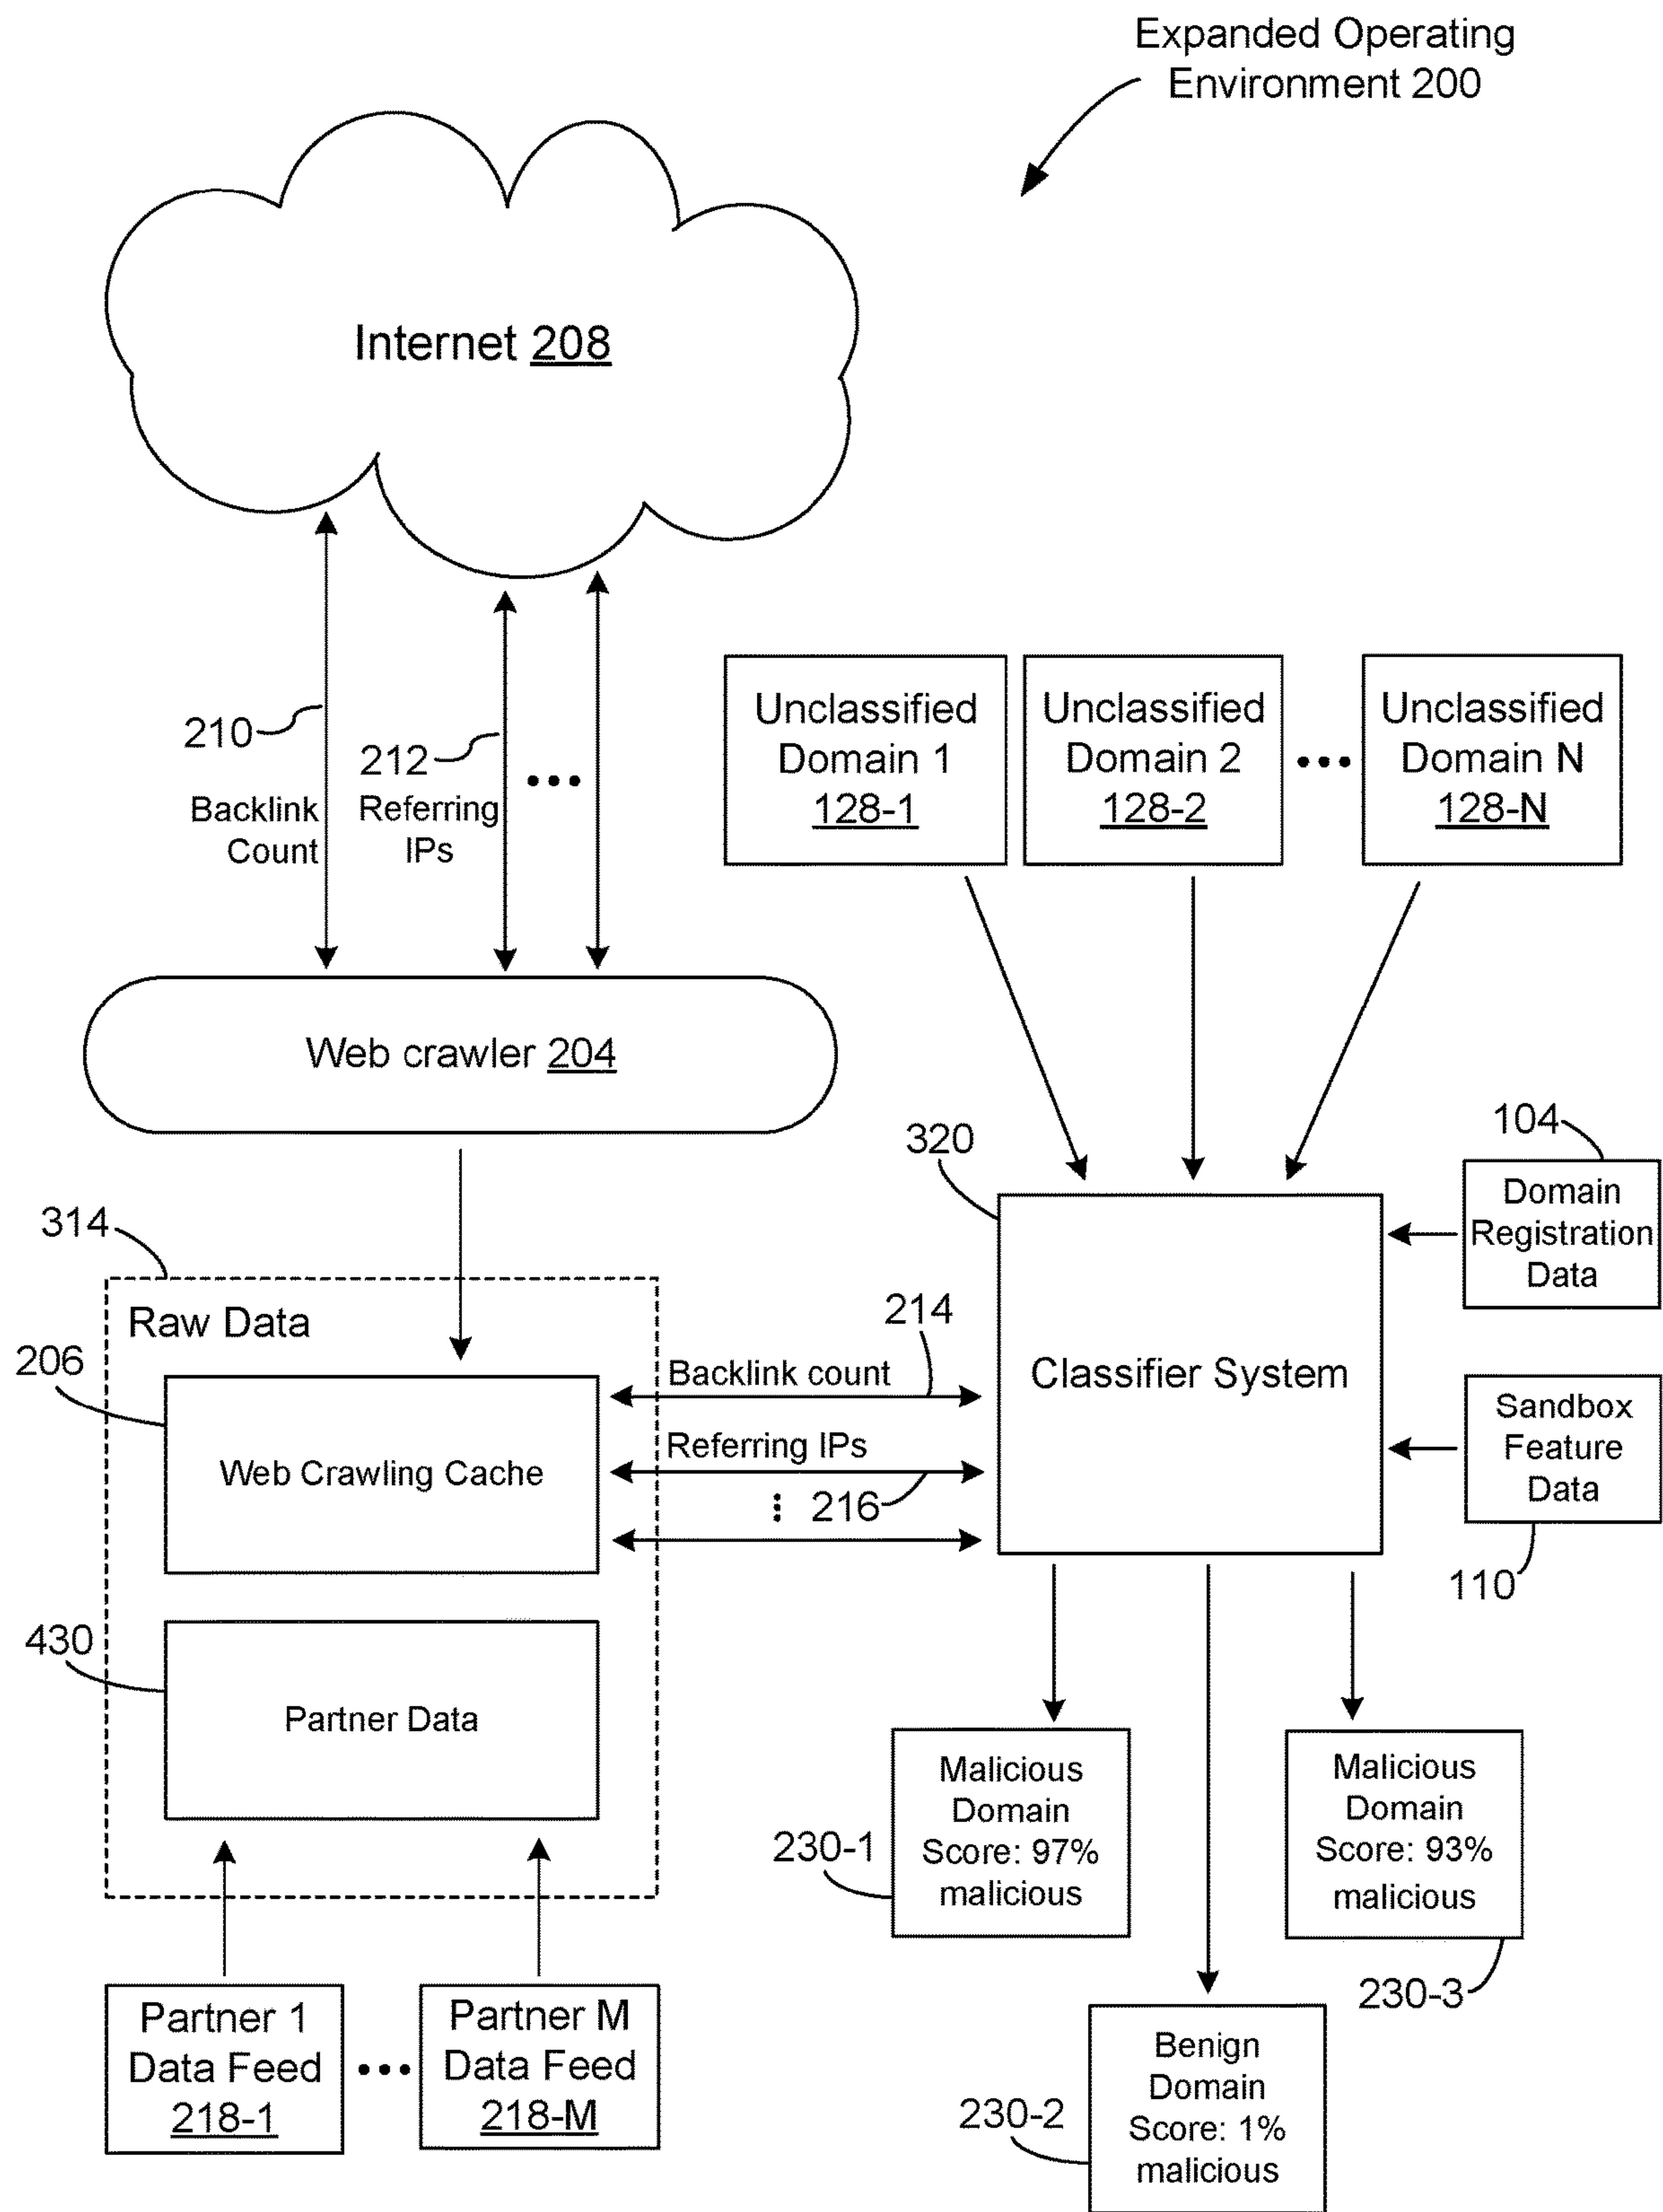 Expanded Operating
Environment 200
Internet 208
210
Backlink
Count
212
Referring
IPs
Unclassified
Domain 1
128-1
Unclassified
Domain 2
128-2
Unclassified
Domain N
128-N
Web crawler 204
320
104
Domain
Registration
Data
314
Raw Data
206
Web Crawling Cache
Backlink count
214
Referring IPs
216
Classifier System
Sandbox
Feature
Data
110
430
Partner Data
Malicious
Domain
Score: 97%
malicious
230-1
Malicious
Domain
Score: 93%
malicious
230-3
Partner 1
Data Feed
218-1
Partner M
Data Feed
218-M
Benign
Domain
Score: 1%
malicious
230-2